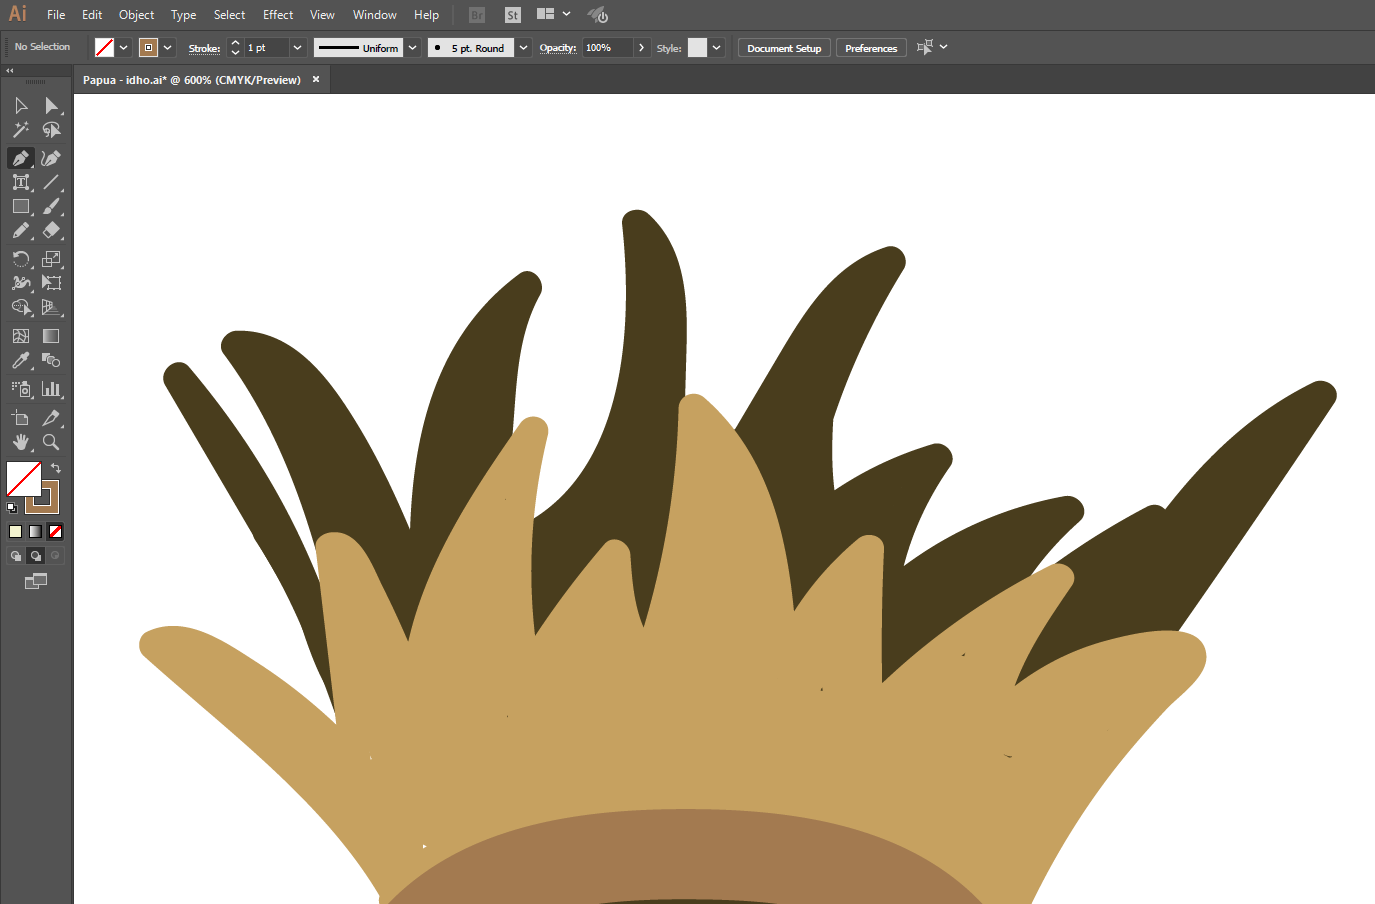 Ai File Edit Object Type Select Effect View Window Help Br St
No Selection Stroke: 1 pt Uniform 5 pt. Round Opacity: 100% Style: Document Setup Preferences
Papua - idho.ai* @ 600% (CMYK/Preview) ×
T